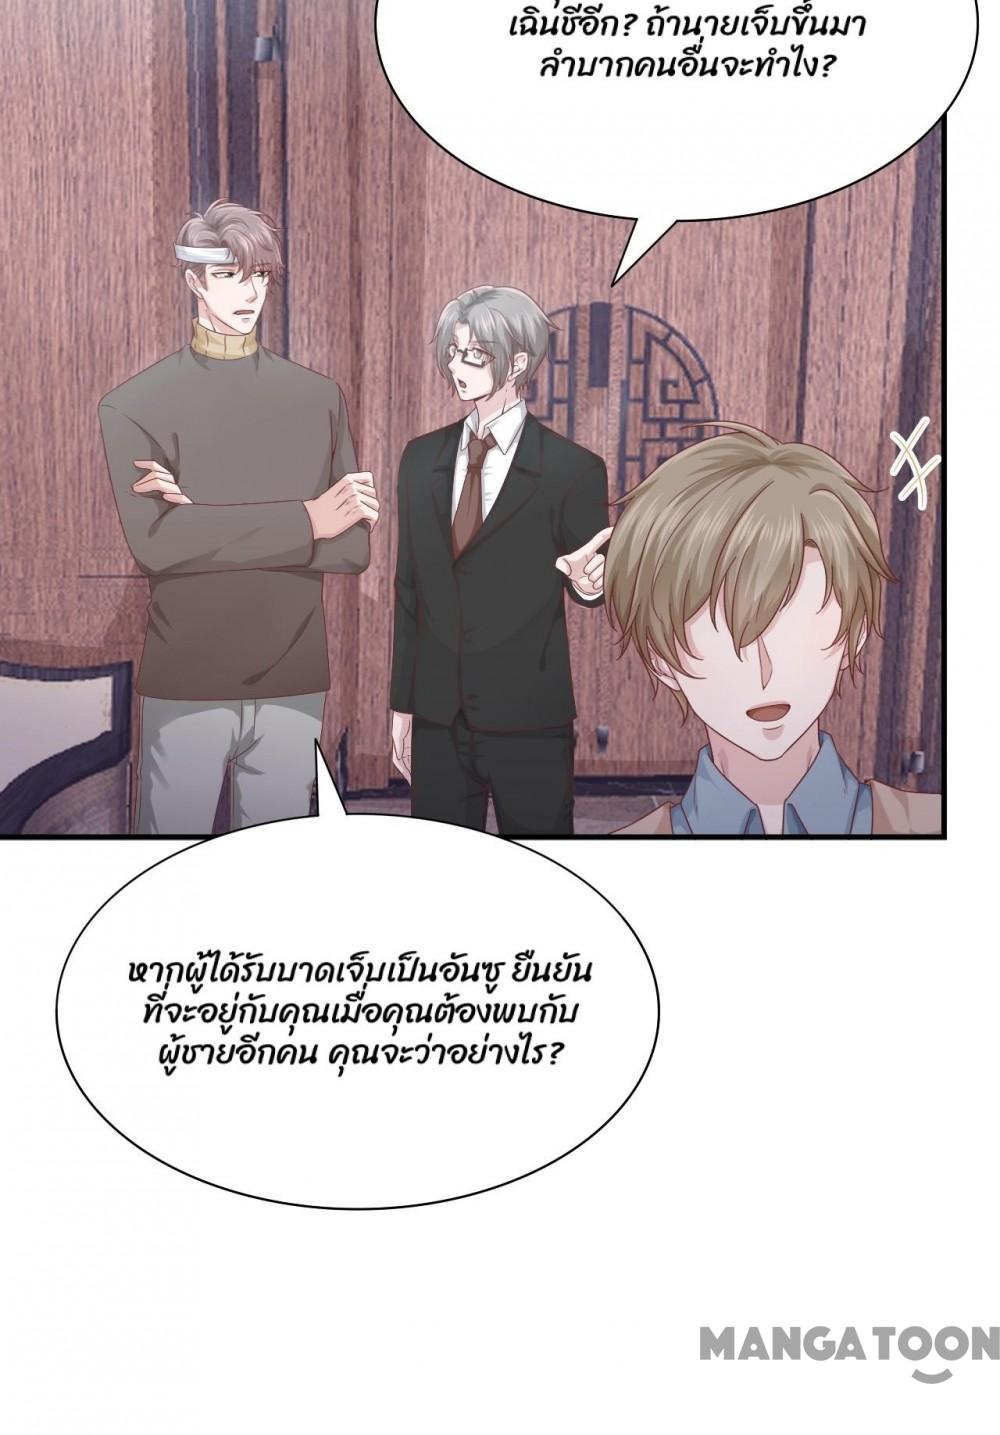 เฉินชีอีก? ถ้านายเจ็บขึ้นมา
ลำบากคนอื่นจะทำไง?
หากผู้ได้รับบาดเจ็บเป็นอันซู ยืนยัน
ที่จะอยู่กับคุณเมื่อคุณต้องพบกับ
ผู้ชายอีกคน คุณจะว่าอย่างไร?
MANGATOON